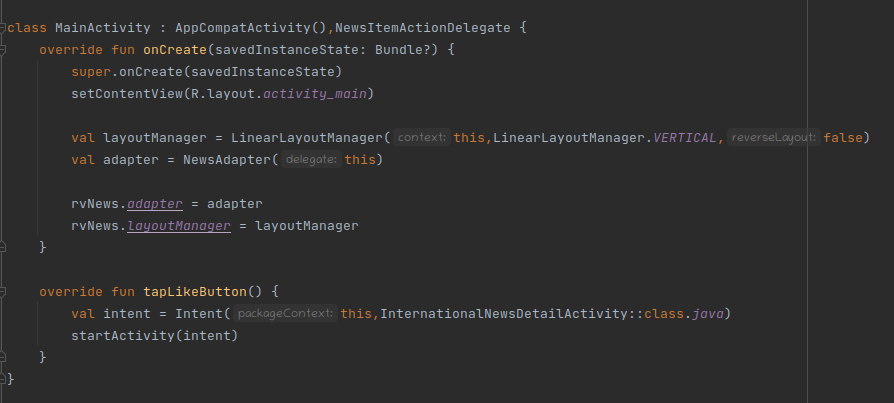 class MainActivity : AppCompatActivity(),NewsItemActionDelegate {
override fun onCreate(savedInstanceState: Bundle?) {
super.onCreate(savedInstanceState)
setContentView(R.layout.activity_main)
val layoutManager = LinearLayoutManager( context: this,LinearLayoutManager.VERTICAL, reverseLayout: false)
val adapter = NewsAdapter( delegate: this)
rvNews.adapter = adapter
rvNews.layoutManager = layoutManager
}
override fun tapLikeButton() {
val intent = Intent( packageContext: this,InternationalNewsDetailActivity::class.java)
startActivity(intent)
}
}